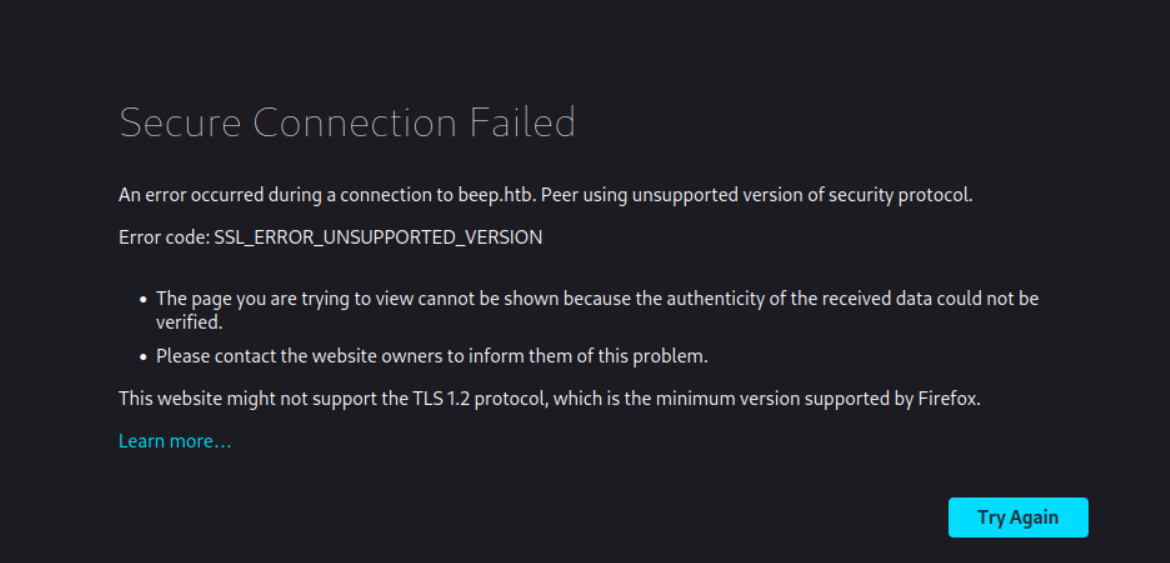 Secure Connection Failed
An error occurred during a connection to beep.htb. Peer using unsupported version of security protocol.
Error code: SSL_ERROR_UNSUPPORTED_VERSION
• The page you are trying to view cannot be shown because the authenticity of the received data could not be
verified.
• Please contact the website owners to inform them of this problem.
This website might not support the TLS 1.2 protocol, which is the minimum version supported by Firefox.
Learn more…
Try Again